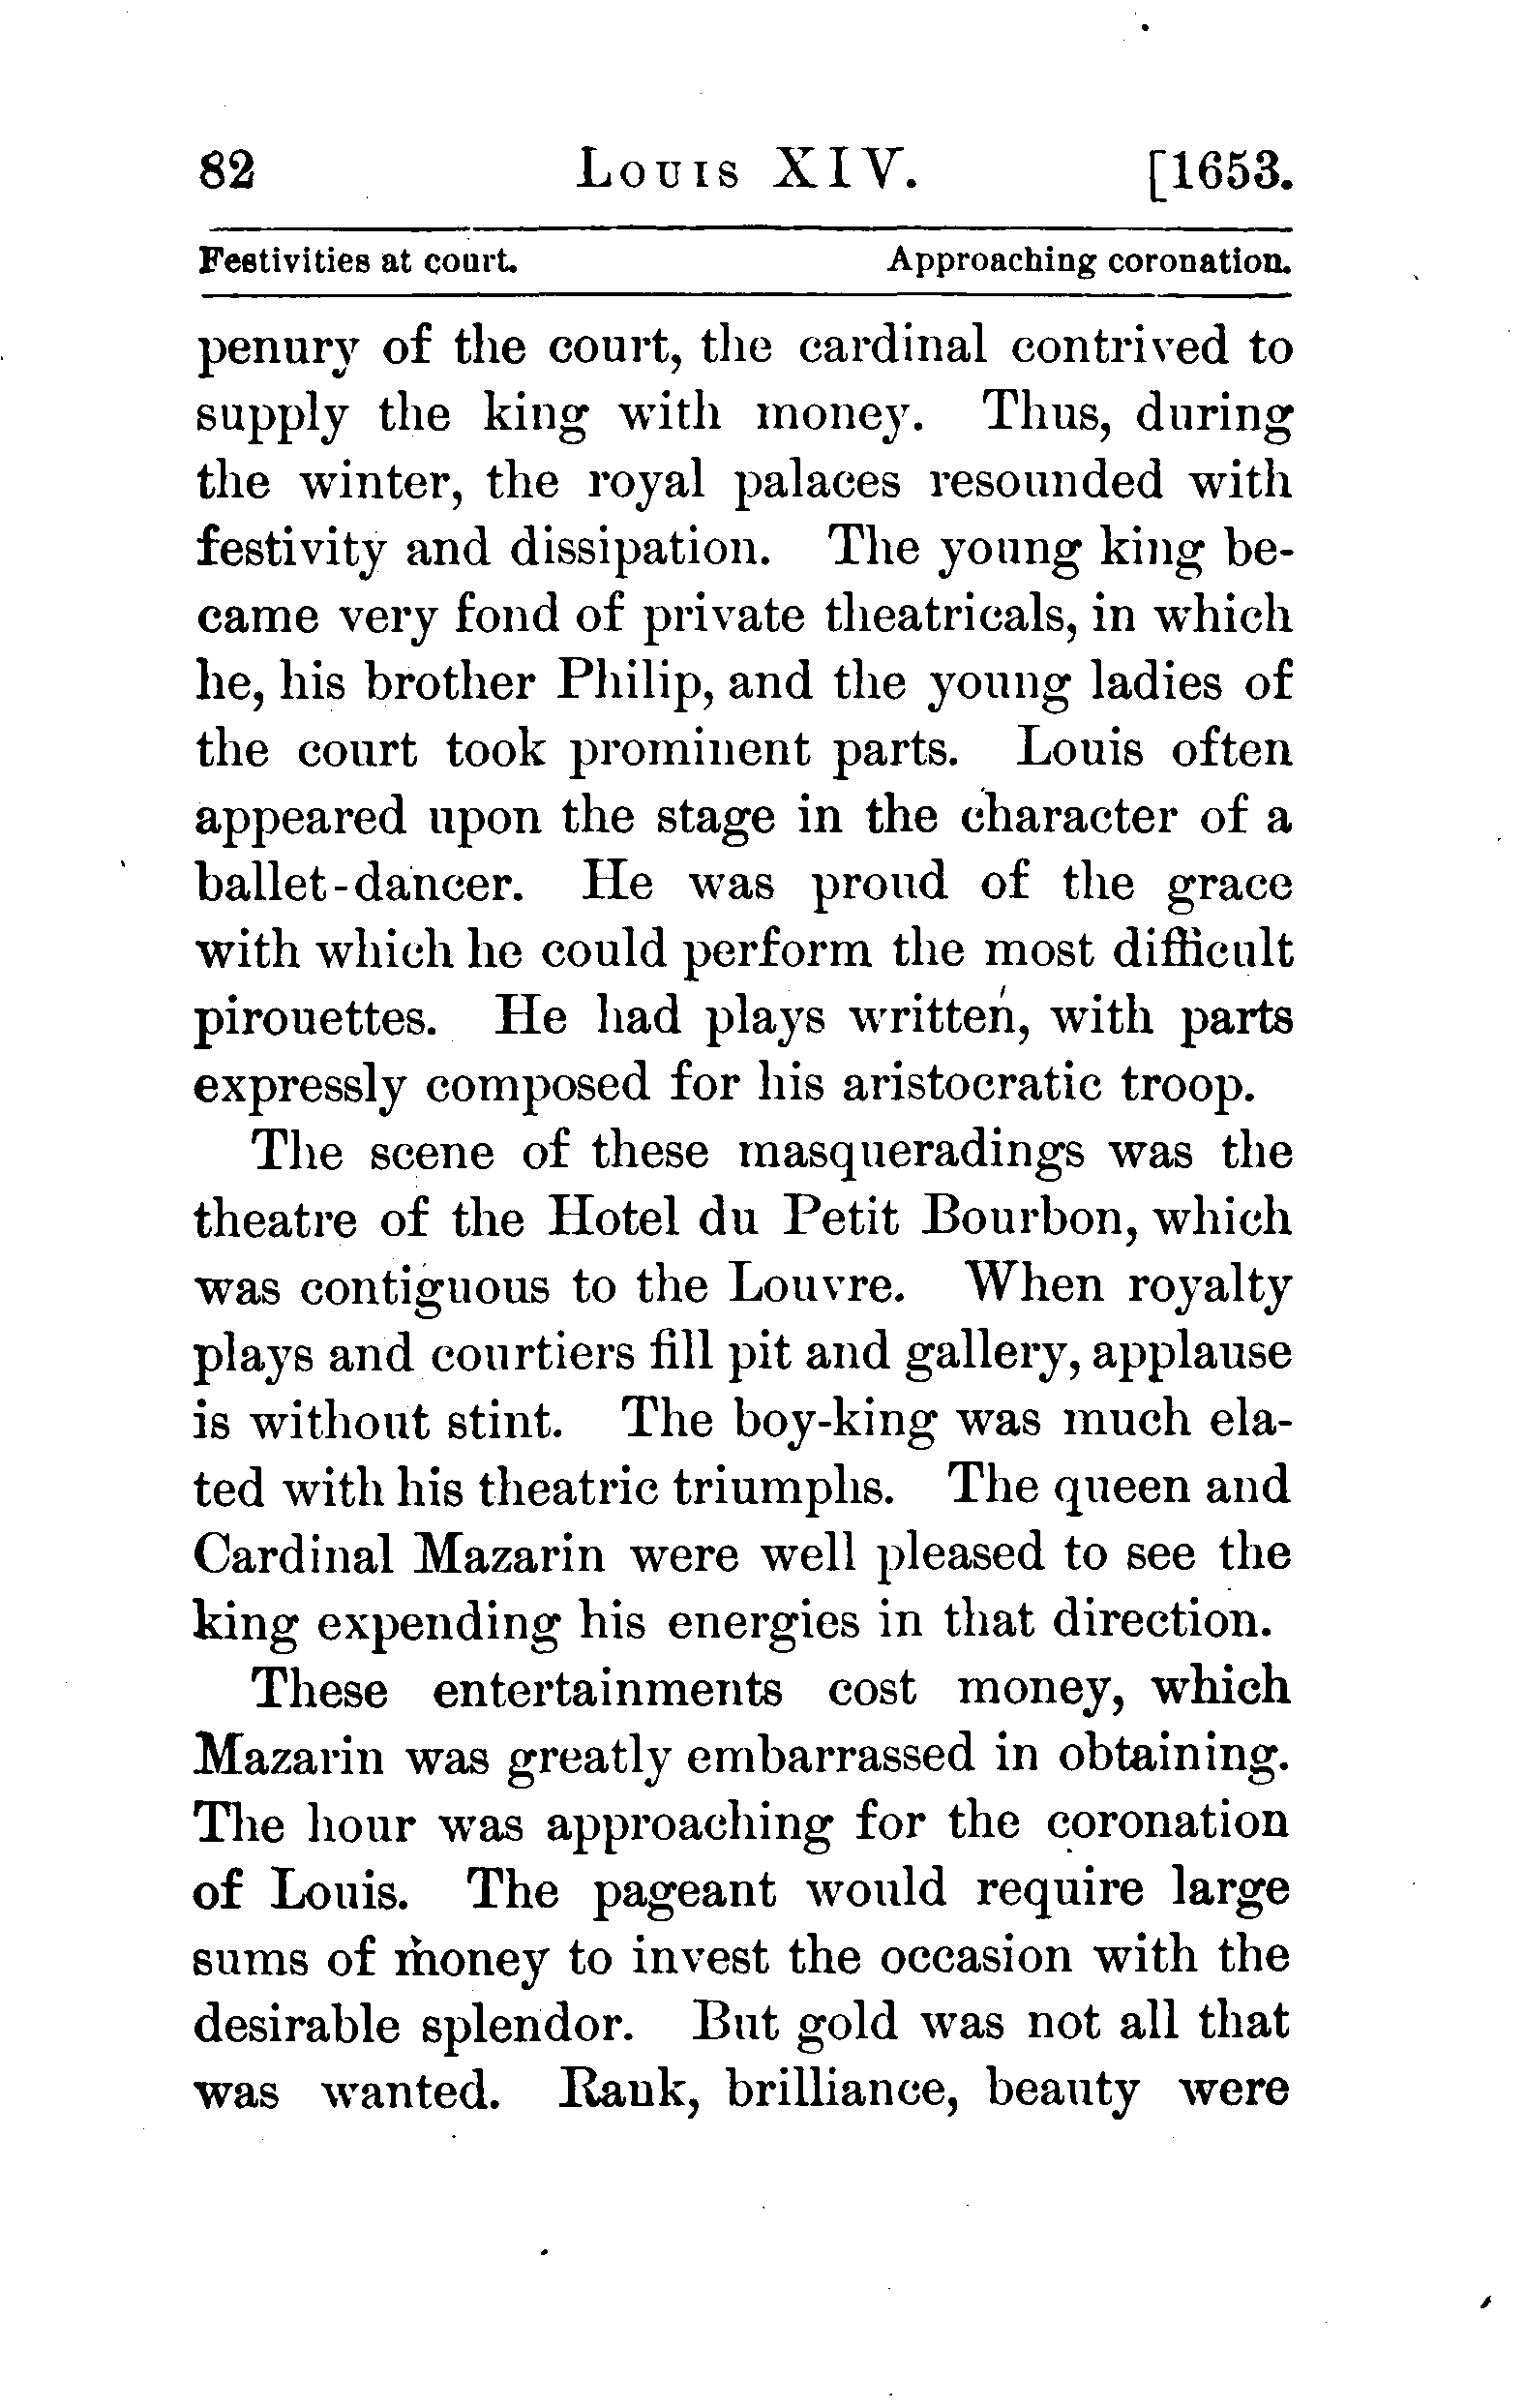 82 Louis XIV. [1653.
Festivities at court. Approaching coronation.
penury of the court, the cardinal contrived to
supply the king with money. Thus, during
the winter, the royal palaces resounded with
festivity and dissipation. The young king be-
came very fond of private theatricals, in which
he, his brother Philip, and the young ladies of
the court took prominent parts. Louis often
appeared upon the stage in the character of a
ballet-dancer. He was proud of the grace
with which he could perform the most difficult
pirouettes. He had plays written, with parts
expressly composed for his aristocratic troop.
The scene of these masqueradings was the
theatre of the Hotel du Petit Bourbon, which
was contiguous to the Louvre. When royalty
plays and courtiers fill pit and gallery, applause
is without stint. The boy-king was much ela-
ted with his theatric triumphs. The queen and
Cardinal Mazarin were well pleased to see the
king expending his energies in that direction.
These entertainments cost money, which
Mazarin was greatly embarrassed in obtaining.
The hour was approaching for the coronation
of Louis. The pageant would require large
sums of money to invest the occasion with the
desirable splendor. But gold was not all that
was wanted. Rank, brilliance, beauty were